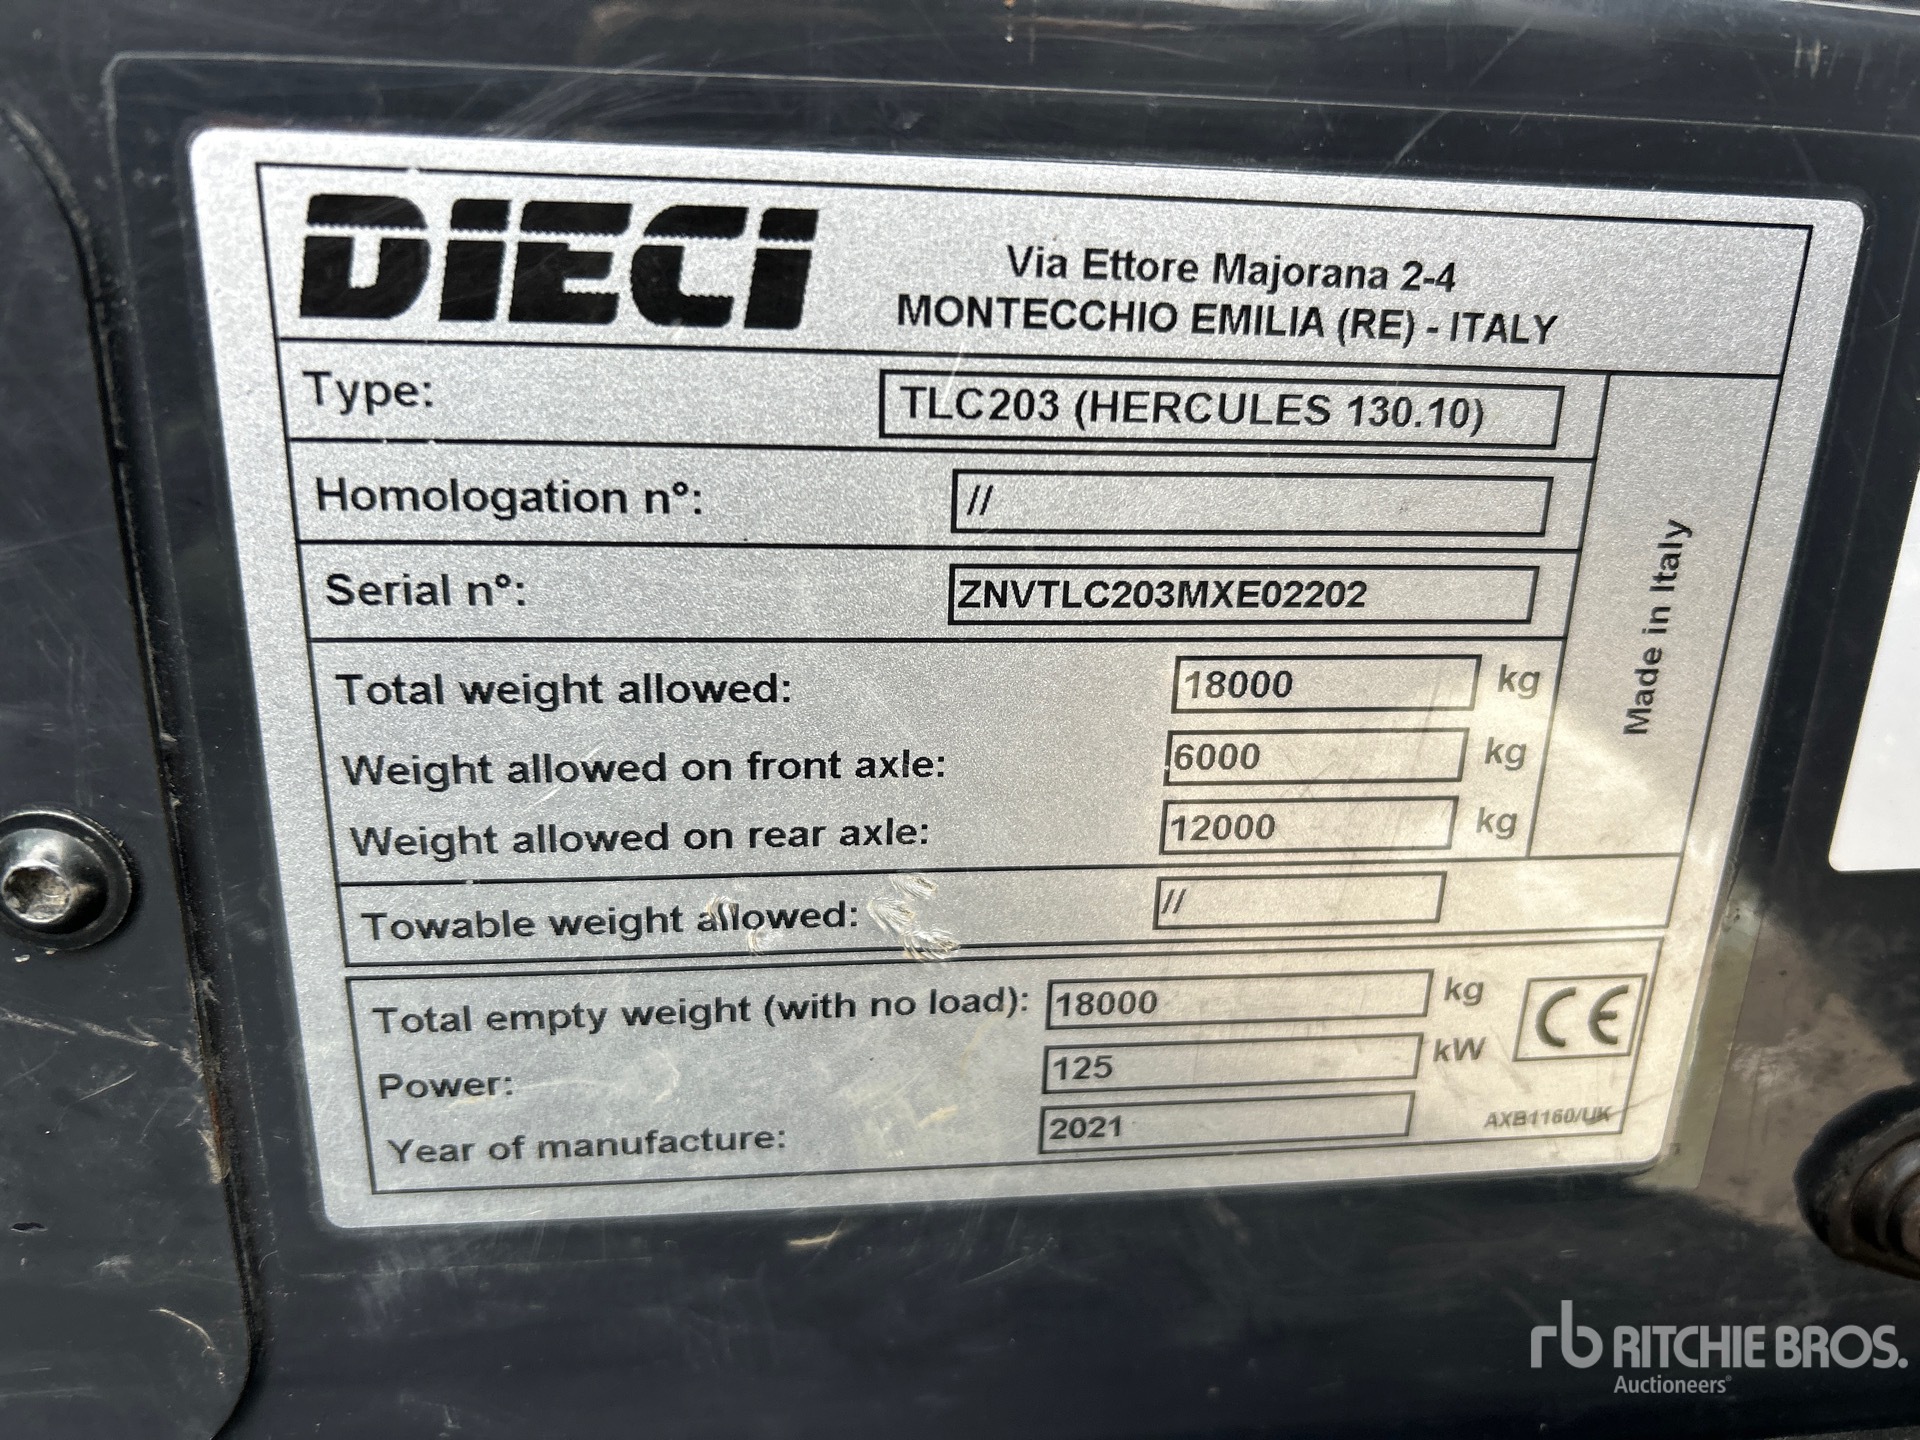 DIECI
Via Ettore Majorana 2-4
MONTECCHIO EMILIA (RE) - ITALY
Type: TLC203 (HERCULES 130.10)
Homologation n°: //
Serial n°: ZNVTLC203MXE02202
Made in Italy
Total weight allowed: 18000 kg
Weight allowed on front axle: 6000 kg
Weight allowed on rear axle: 12000 kg
Towable weight allowed: //
Total empty weight (with no load): 18000 kg
Power: 125 kW
CE
Year of manufacture: 2021
AXB1160/UK
rb RITCHIE BROS.
Auctioneers